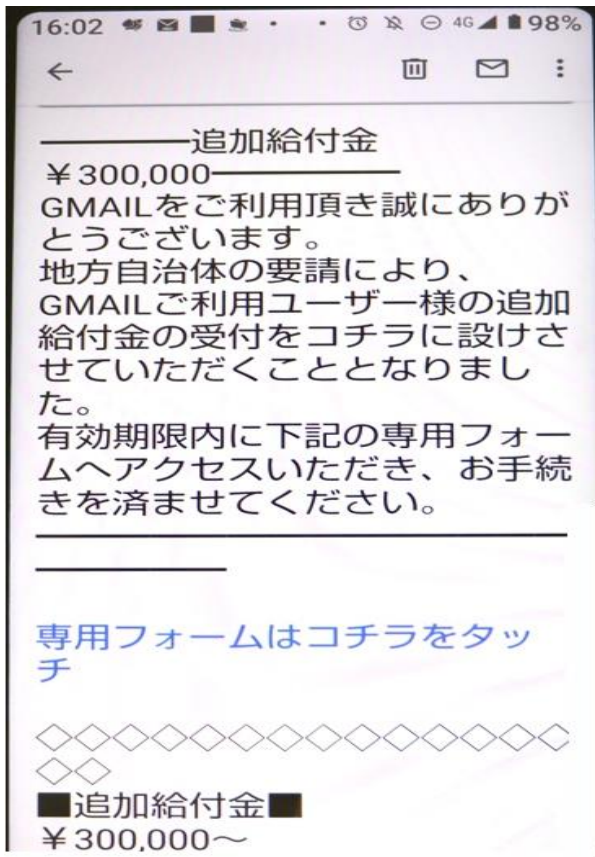 16:02 4G 98%
————追加給付金
￥300,000—————
GMAILをご利用頂き誠にありが
とうございます。
地方自治体の要請により、
GMAILご利用ユーザー様の追加
給付金の受付をコチラに設けさ
せていただくこととなりまし
た。
有効期限内に下記の専用フォー
ムへアクセスいただき、お手続
きを済ませてください。
——————————————
—————
専用フォームはコチラをタッ
チ
◇◇◇◇◇◇◇◇◇◇◇◇◇◇
◇◇
■追加給付金■
￥300,000～